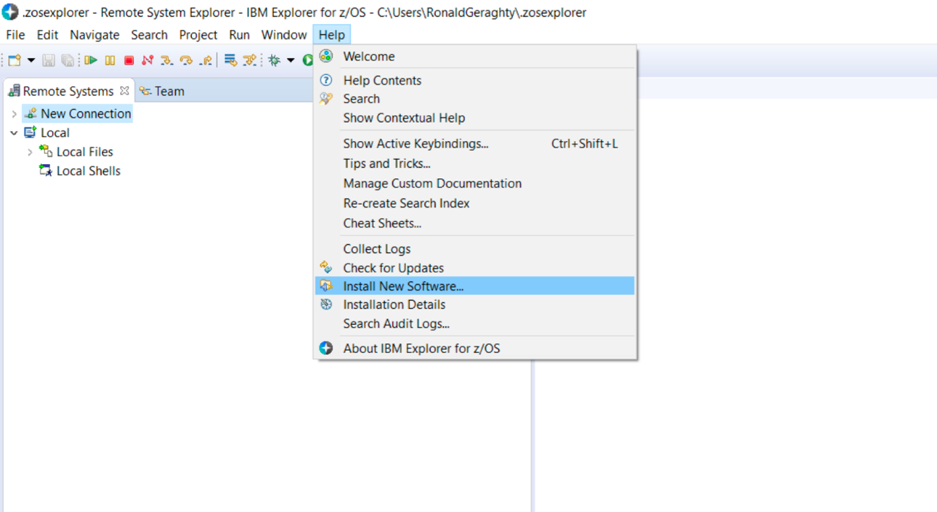 .zosexplorer - Remote System Explorer - IBM Explorer for z/OS - C:\Users\RonaldGeraghty\.zosexplorer
File Edit Navigate Search Project Run Window Help
Remote Systems Team
New Connection
Local
Local Files
Local Shells
Welcome
Help Contents
Search
Show Contextual Help
Show Active Keybindings... Ctrl+Shift+L
Tips and Tricks...
Manage Custom Documentation
Re-create Search Index
Cheat Sheets...
Collect Logs
Check for Updates
Install New Software...
Installation Details
Search Audit Logs...
About IBM Explorer for z/OS